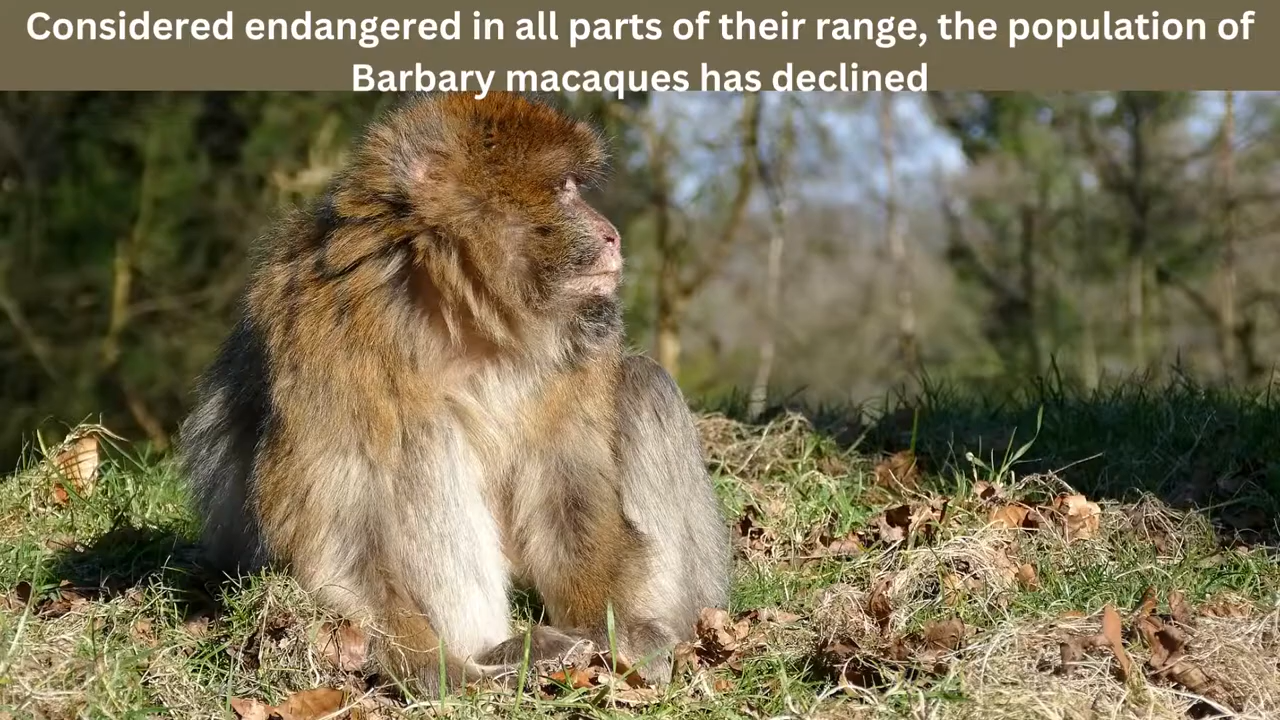 Considered endangered in all parts of their range, the population of
Barbary macaques has declined